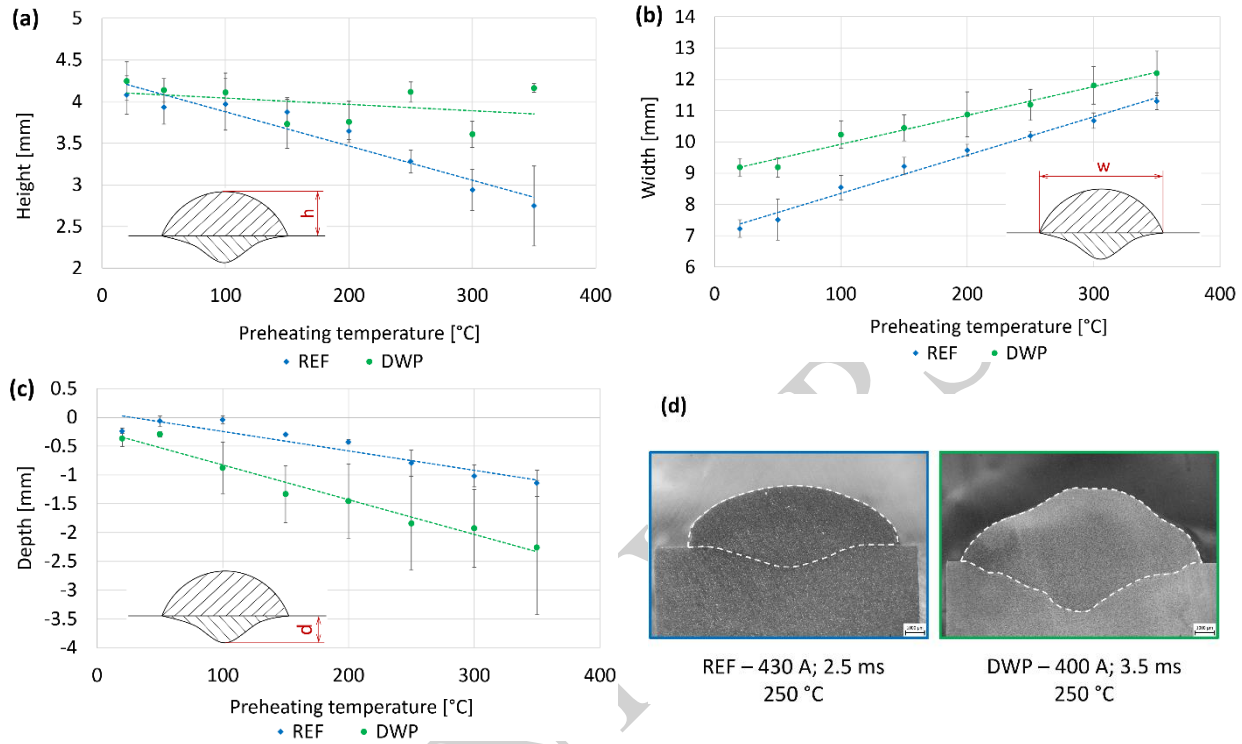 (a)
5
4.5
4
3.5
3
2.5
2
Height [mm]
h
0
100
200
300
400
Preheating temperature [°C]
REF
DWP
(b)
14
13
12
11
10
9
8
7
6
Width [mm]
w
0
100
200
300
400
Preheating temperature [°C]
REF
DWP
(c)
0.5
0
-0.5
-1
-1.5
-2
-2.5
-3
-3.5
-4
Depth [mm]
d
0
100
200
300
400
Preheating temperature [°C]
REF
DWP
(d)
REF – 430 A; 2.5 ms
250 °C
DWP – 400 A; 3.5 ms
250 °C